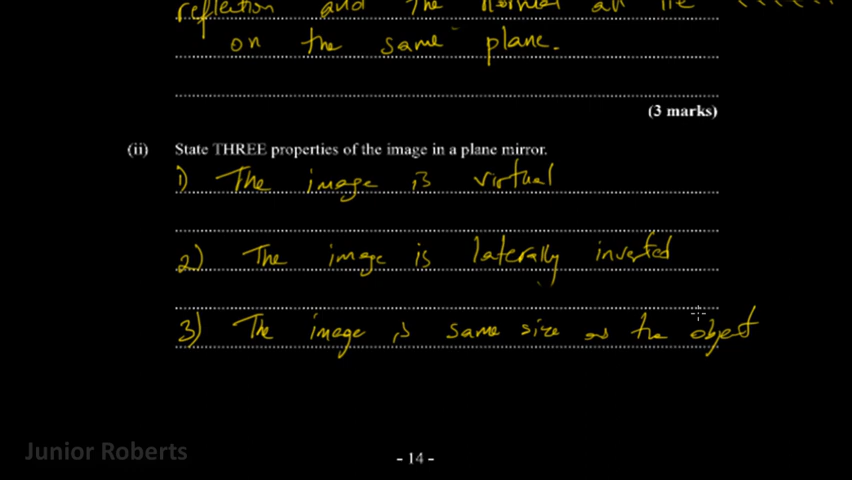 reflection and the normal all lie
on the same plane.
(3 marks)
(ii) State THREE properties of the image in a plane mirror.
1) The image is virtual
2) The image is laterally inverted
3) The image is same size as the object
Junior Roberts
- 14 -